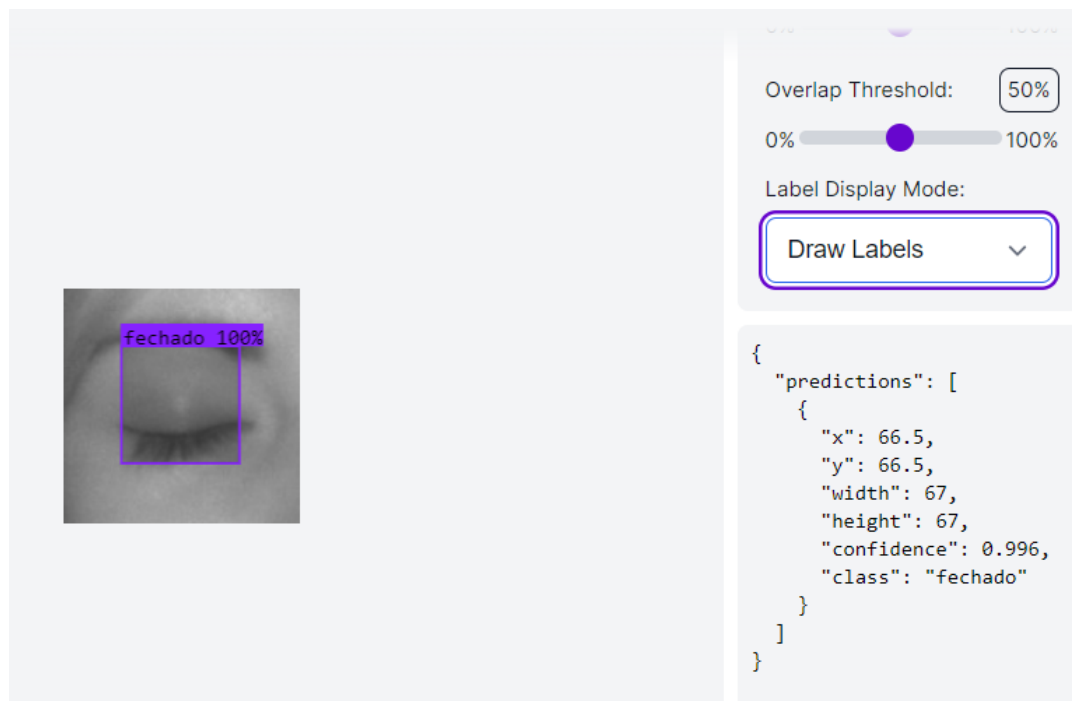 Overlap Threshold: 50%
0% 100%
Label Display Mode:
Draw Labels
fechado 100%
{
"predictions": [
{
"x": 66.5,
"y": 66.5,
"width": 67,
"height": 67,
"confidence": 0.996,
"class": "fechado"
}
]
}